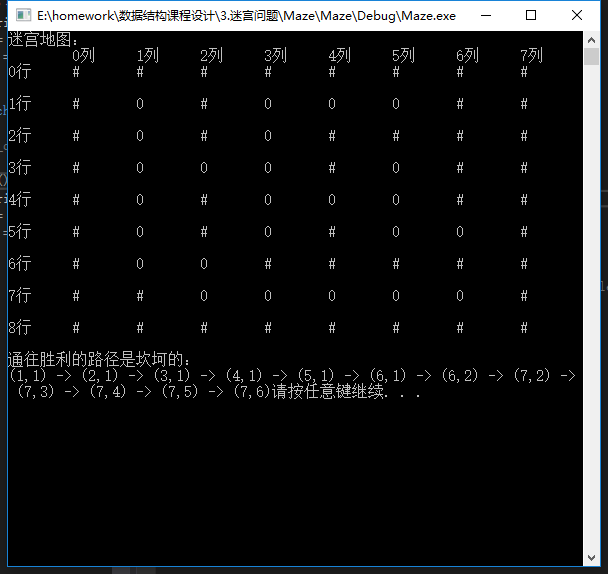 E:\homework\数据结构课程设计\3.迷宫问题\Maze\Maze\Debug\Maze.exe
迷宫地图:
0列 1列 2列 3列 4列 5列 6列 7列
0行 # # # # # # # #
1行 # 0 # 0 0 0 # #
2行 # 0 # 0 # # # #
3行 # 0 0 0 # 0 # #
4行 # 0 # 0 0 0 # #
5行 # 0 # 0 # 0 0 #
6行 # 0 0 # # # # #
7行 # # 0 0 0 0 0 #
8行 # # # # # # # #
通往胜利的路径是坎坷的:
(1,1) -> (2,1) -> (3,1) -> (4,1) -> (5,1) -> (6,1) -> (6,2) -> (7,2) ->
(7,3) -> (7,4) -> (7,5) -> (7,6)请按任意键继续. . .